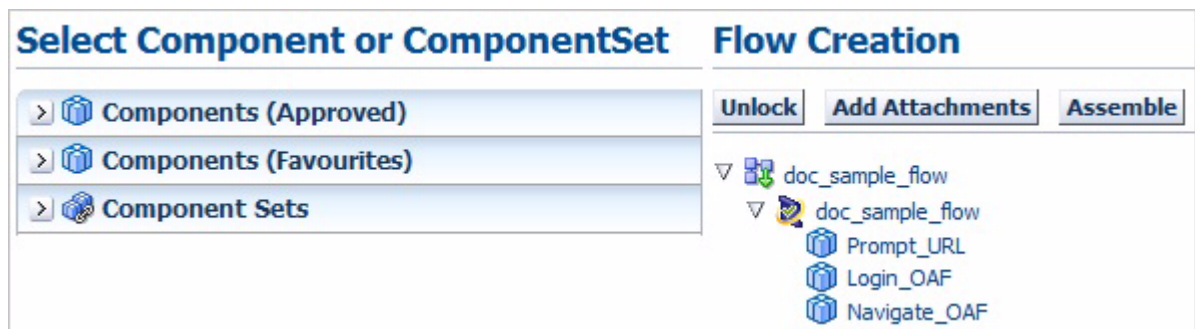 Select Component or ComponentSet
Components (Approved)
Components (Favourites)
Component Sets
Flow Creation
Unlock Add Attachments Assemble
doc_sample_flow
doc_sample_flow
Prompt_URL
Login_OAF
Navigate_OAF